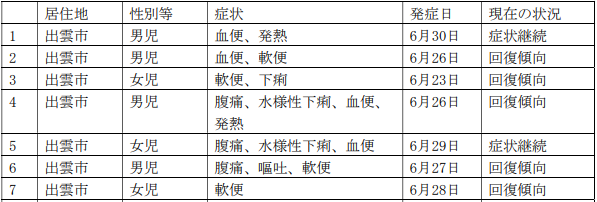 居住地 性別等 症状 発症日 現在の状況
1 出雲市 男児 血便、発熱 6月30日 症状継続
2 出雲市 男児 血便、軟便 6月26日 回復傾向
3 出雲市 女児 軟便、下痢 6月23日 回復傾向
4 出雲市 男児 腹痛、水様性下痢、血便、 6月26日 回復傾向
発熱
5 出雲市 女児 腹痛、水様性下痢、血便 6月29日 症状継続
6 出雲市 男児 腹痛、嘔吐、軟便 6月27日 回復傾向
7 出雲市 女児 軟便 6月28日 回復傾向